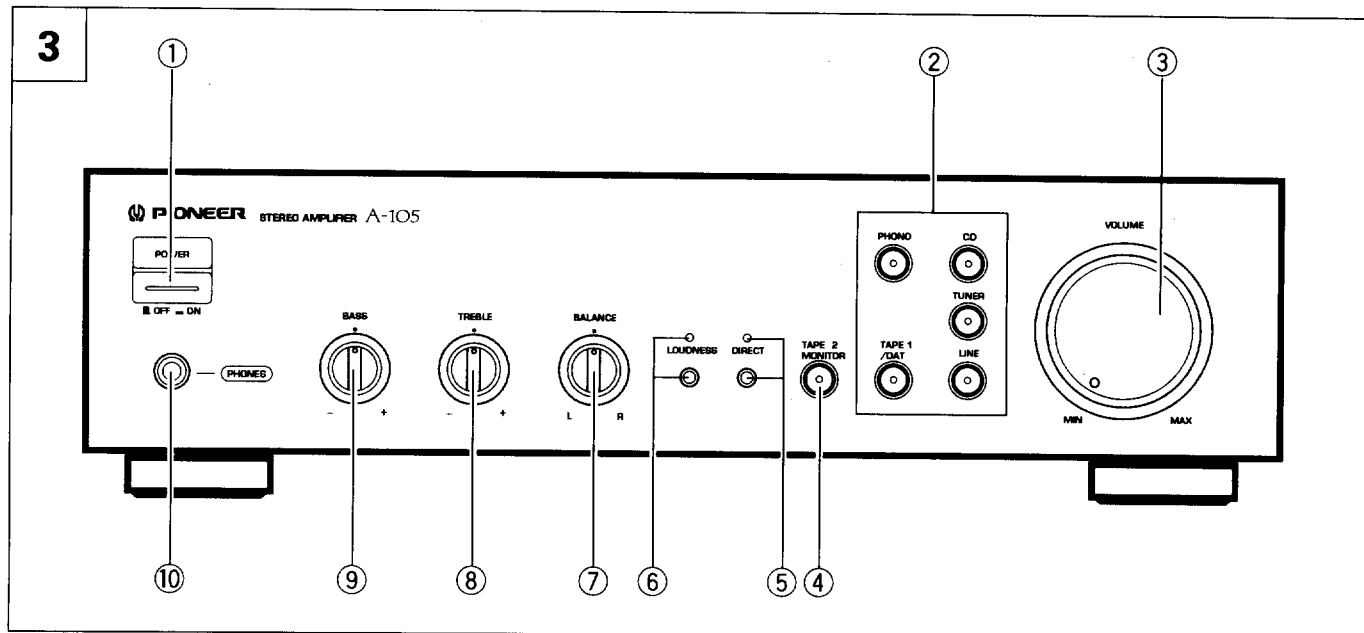 3
① ② ③
PIONEER STEREO AMPLIFIER A-105
POWER
OFF ON
PHONES
BASS
- +
TREBLE
- +
BALANCE
L R
LOUDNESS
DIRECT
TAPE 2
MONITOR
PHONO
CD
TUNER
TAPE 1
/DAT
LINE
VOLUME
MIN MAX
⑩ ⑨ ⑧ ⑦ ⑥ ⑤ ④